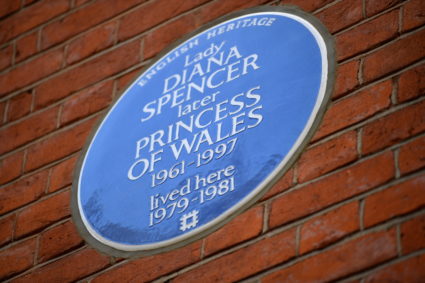 ENGLISH HERITAGE
Lady
DIANA
SPENCER
later
PRINCESS
OF WALES
1961-1997
lived here
1979-1981